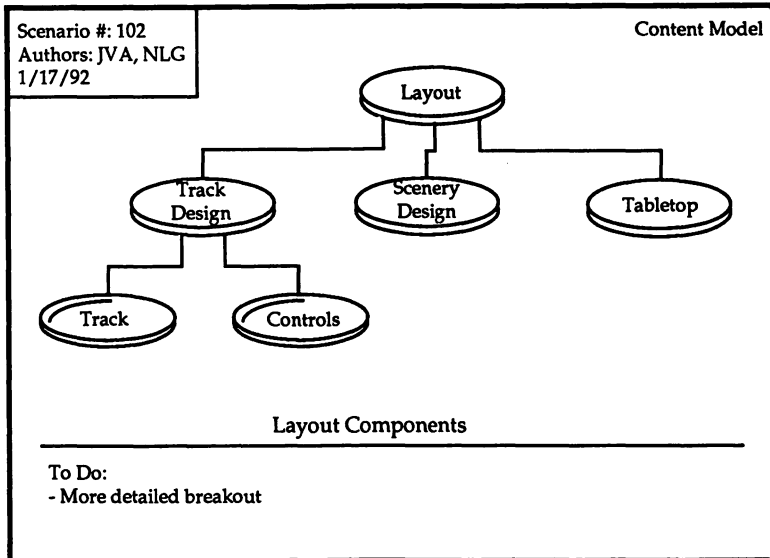 Scenario #: 102
Authors: JVA, NLG
1/17/92
Content Model
Layout
Track
Design
Scenery
Design
Tabletop
Track
Controls
Layout Components
To Do:
- More detailed breakout